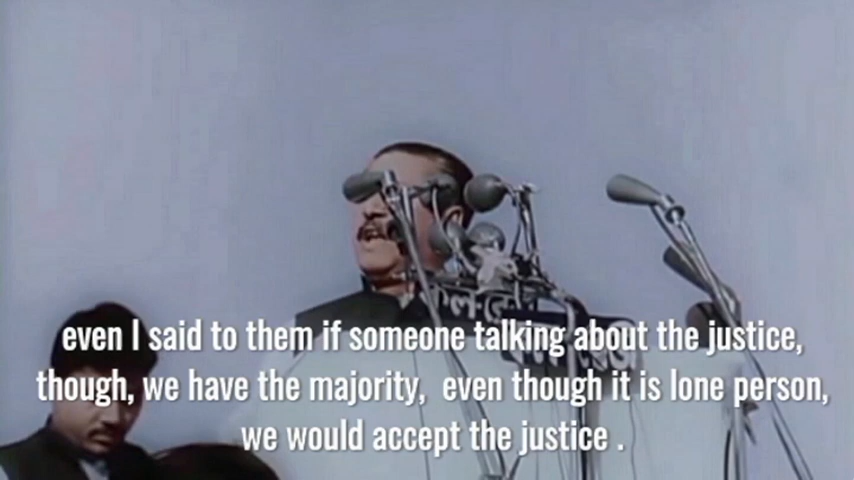 কল-রেডী
even I said to them if someone talking about the justice,
though, we have the majority,  even though it is lone person,
we would accept the justice .